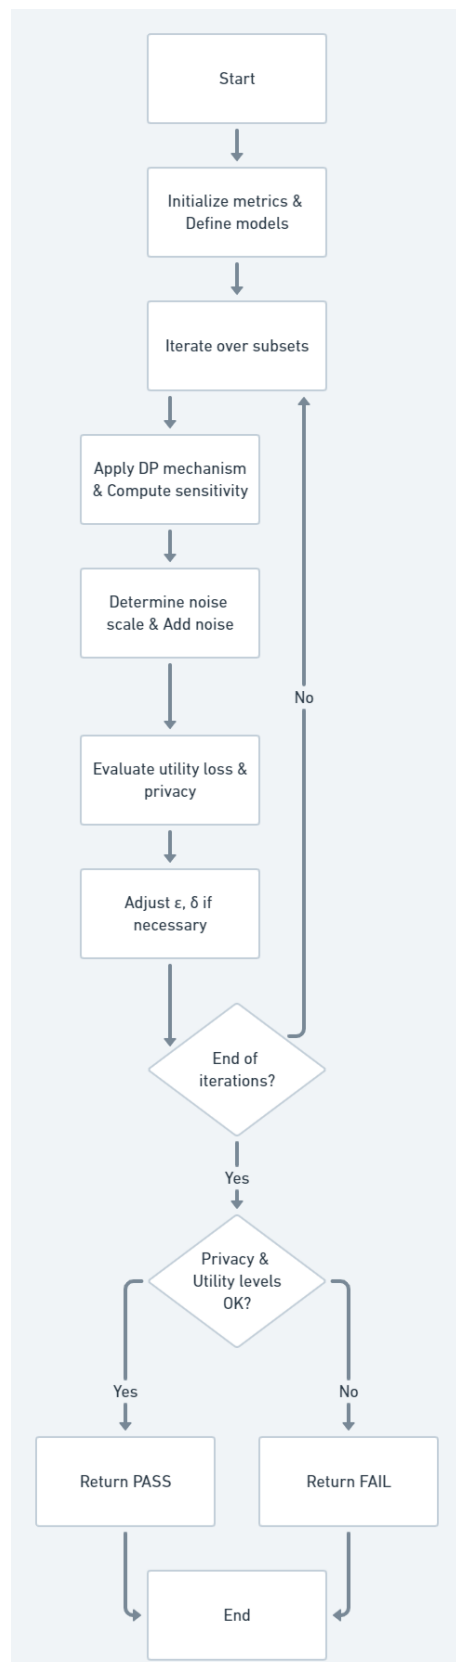 Start
Initialize metrics &
Define models
Iterate over subsets
Apply DP mechanism
& Compute sensitivity
Determine noise
scale & Add noise
No
Evaluate utility loss &
privacy
Adjust ε, δ if
necessary
End of
iterations?
Yes
Privacy &
Utility levels
OK?
Yes
No
Return PASS
Return FAIL
End